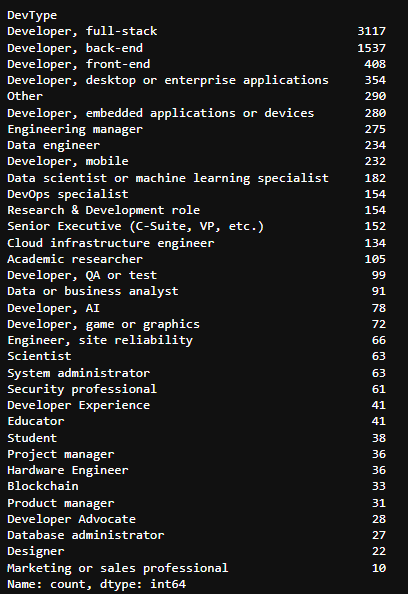 DevType
Developer, full-stack 3117
Developer, back-end 1537
Developer, front-end 408
Developer, desktop or enterprise applications 354
Other 290
Developer, embedded applications or devices 280
Engineering manager 275
Data engineer 234
Developer, mobile 232
Data scientist or machine learning specialist 182
DevOps specialist 154
Research & Development role 154
Senior Executive (C-Suite, VP, etc.) 152
Cloud infrastructure engineer 134
Academic researcher 105
Developer, QA or test 99
Data or business analyst 91
Developer, AI 78
Developer, game or graphics 72
Engineer, site reliability 66
Scientist 63
System administrator 63
Security professional 61
Developer Experience 41
Educator 41
Student 38
Project manager 36
Hardware Engineer 36
Blockchain 33
Product manager 31
Developer Advocate 28
Database administrator 27
Designer 22
Marketing or sales professional 10
Name: count, dtype: int64